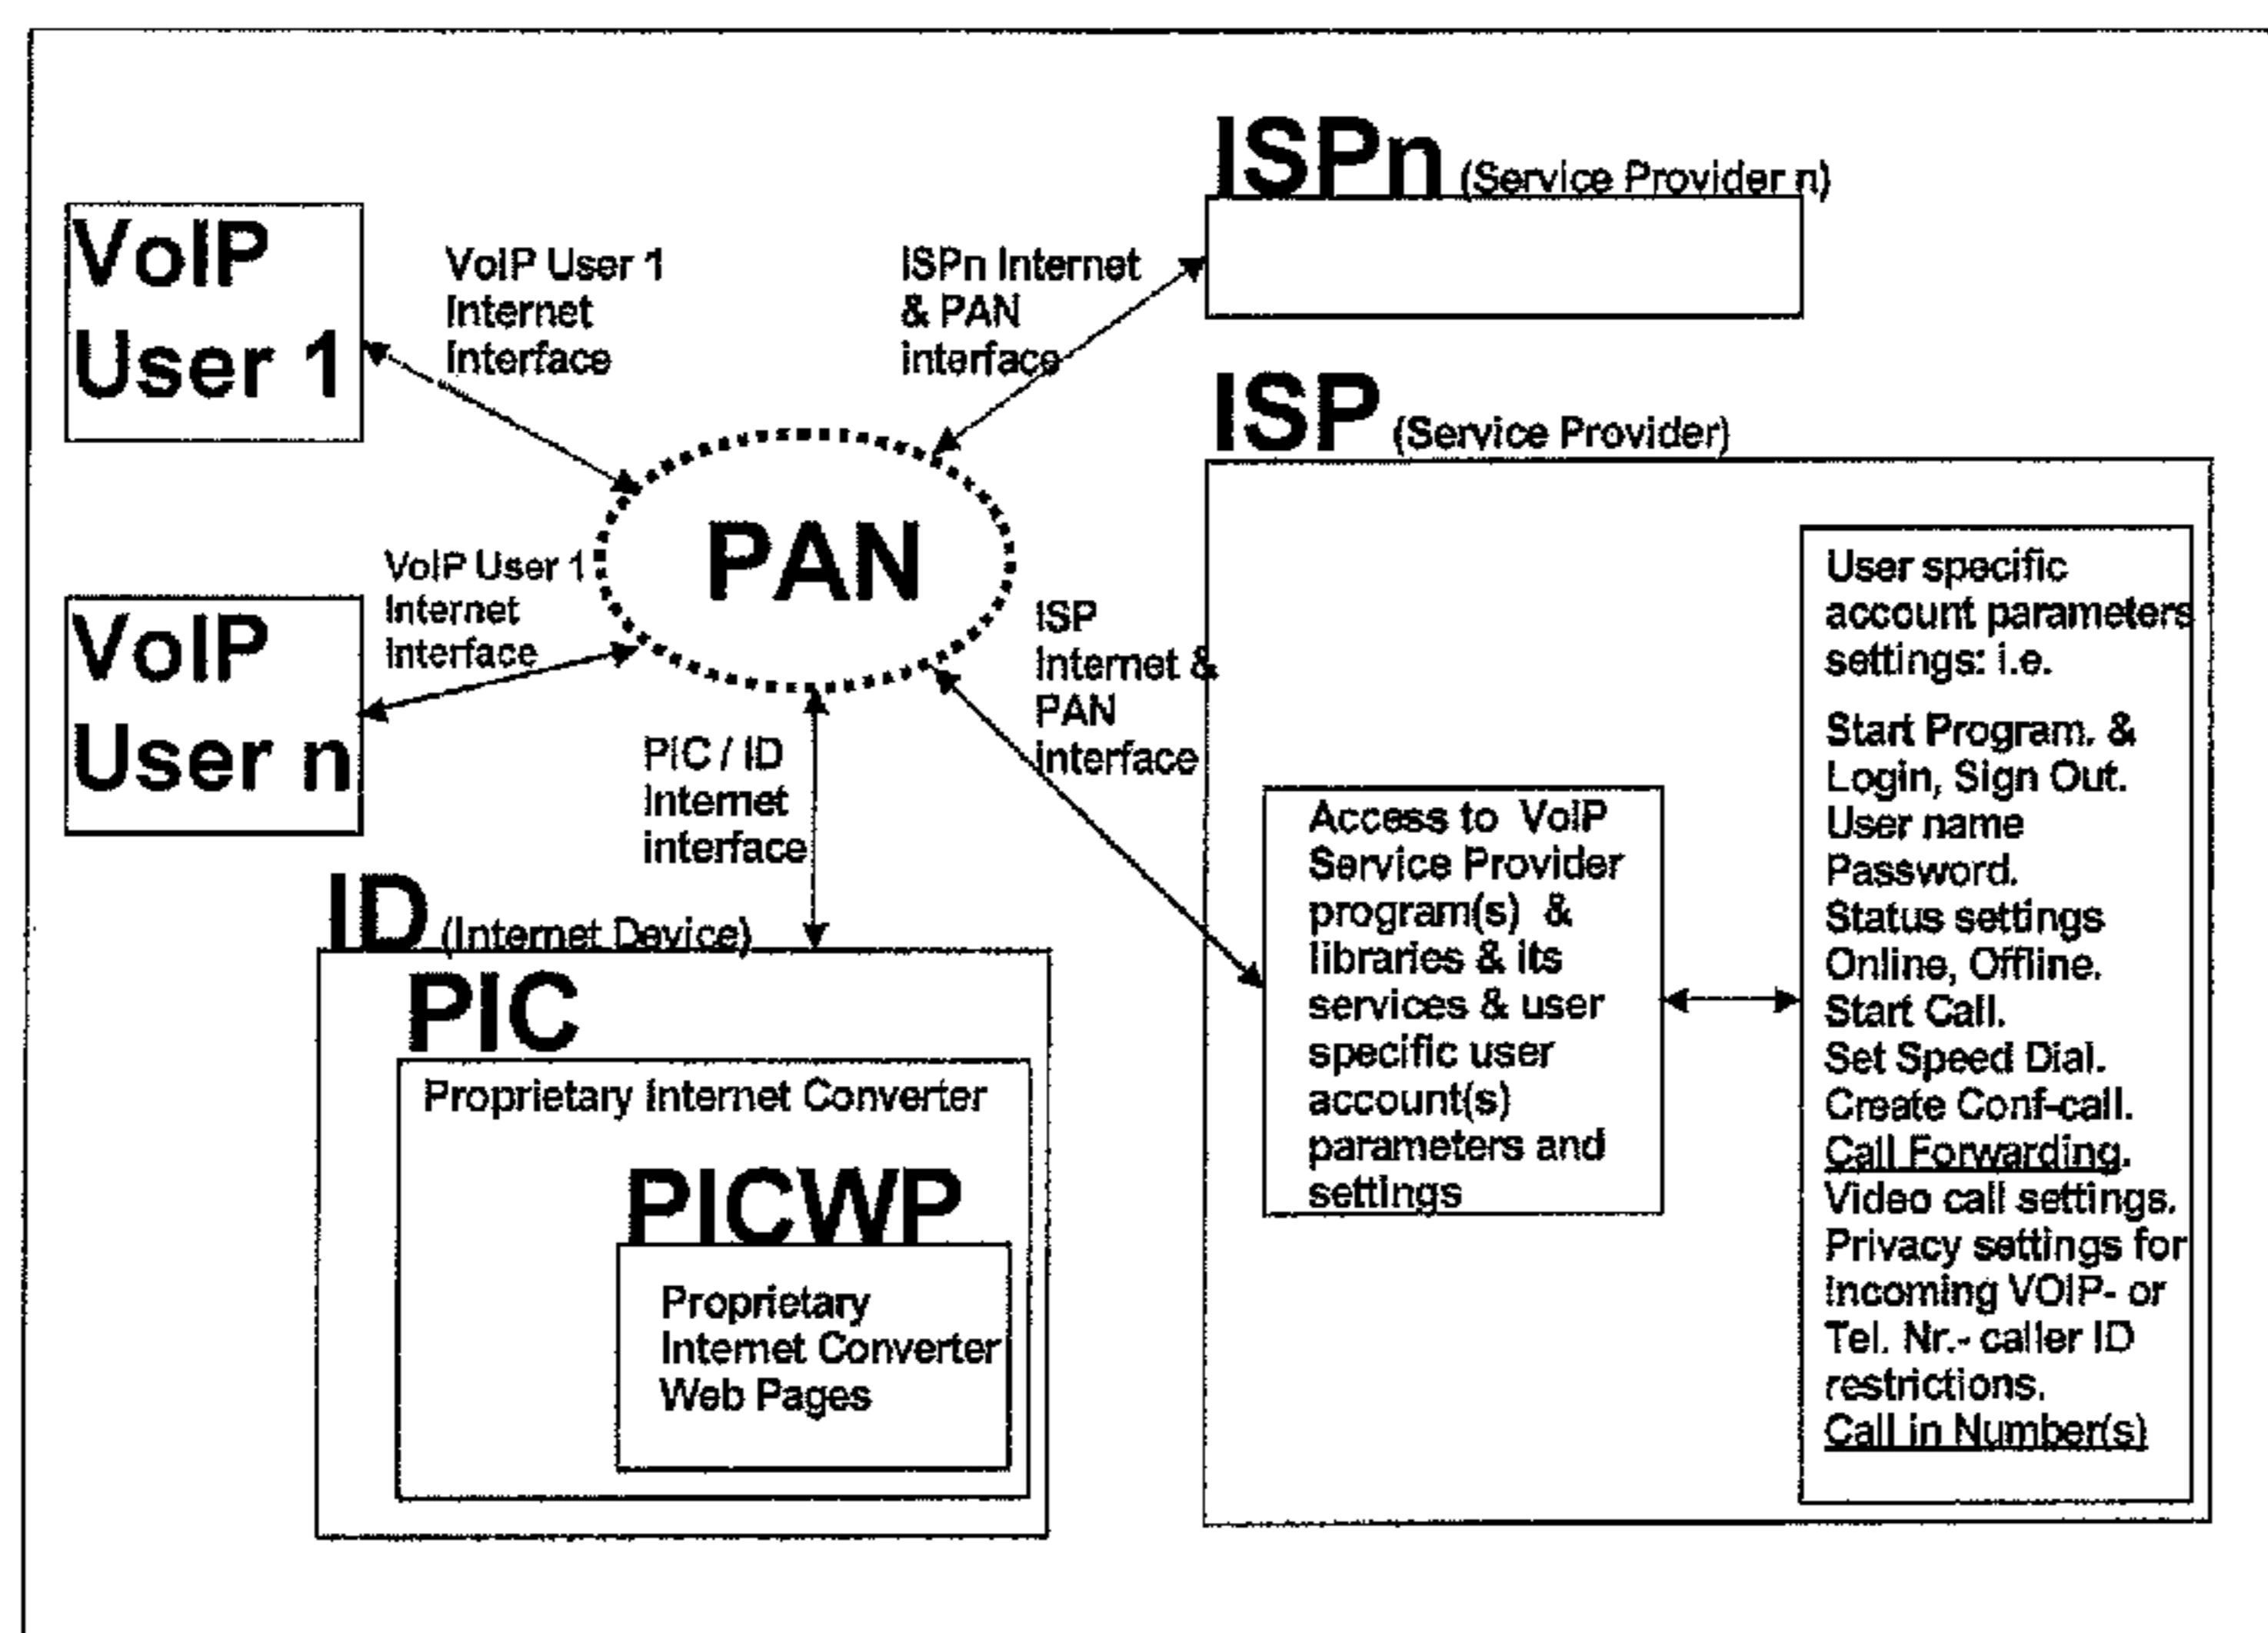 ISPn (Service Provider n)
VoIP
User 1
VoIP User 1
Internet
Interface
ISPn Internet
& PAN
interface
ISP (Service Provider)
PAN
VoIP User 1
Internet
interface
VoIP
User n
ISP
Internet &
PAN
interface
PIC / ID
Internet
interface
ID (Internet Device)
PIC
Proprietary Internet Converter
PICWP
Proprietary
Internet Converter
Web Pages
Access to VoIP
Service Provider
program(s) &
libraries & its
services & user
specific user
account(s)
parameters and
settings
User specific
account parameters
settings: i.e.
Start Program. &
Login, Sign Out.
User name
Password.
Status settings
Online, Offline.
Start Call.
Set Speed Dial.
Create Conf-call.
Call Forwarding.
Video call settings.
Privacy settings for
Incoming VOIP- or
Tel. Nr.- caller ID
restrictions.
Call in Number(s)